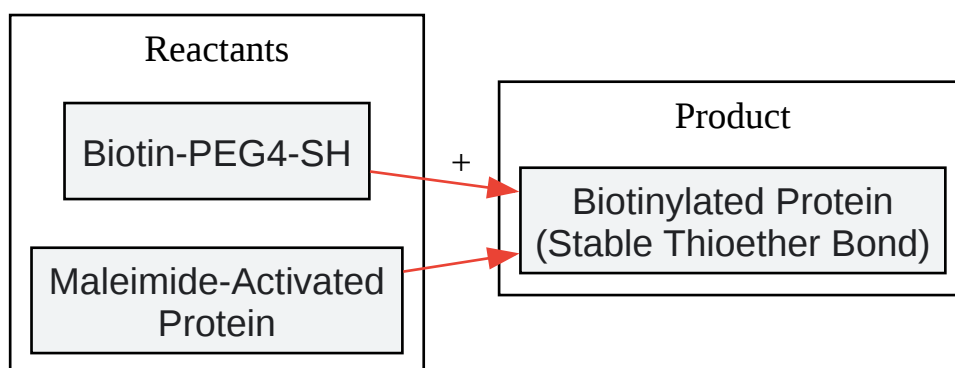 Reactants
Biotin-PEG4-SH
Maleimide-Activated
Protein
+
Product
Biotinylated Protein
(Stable Thioether Bond)